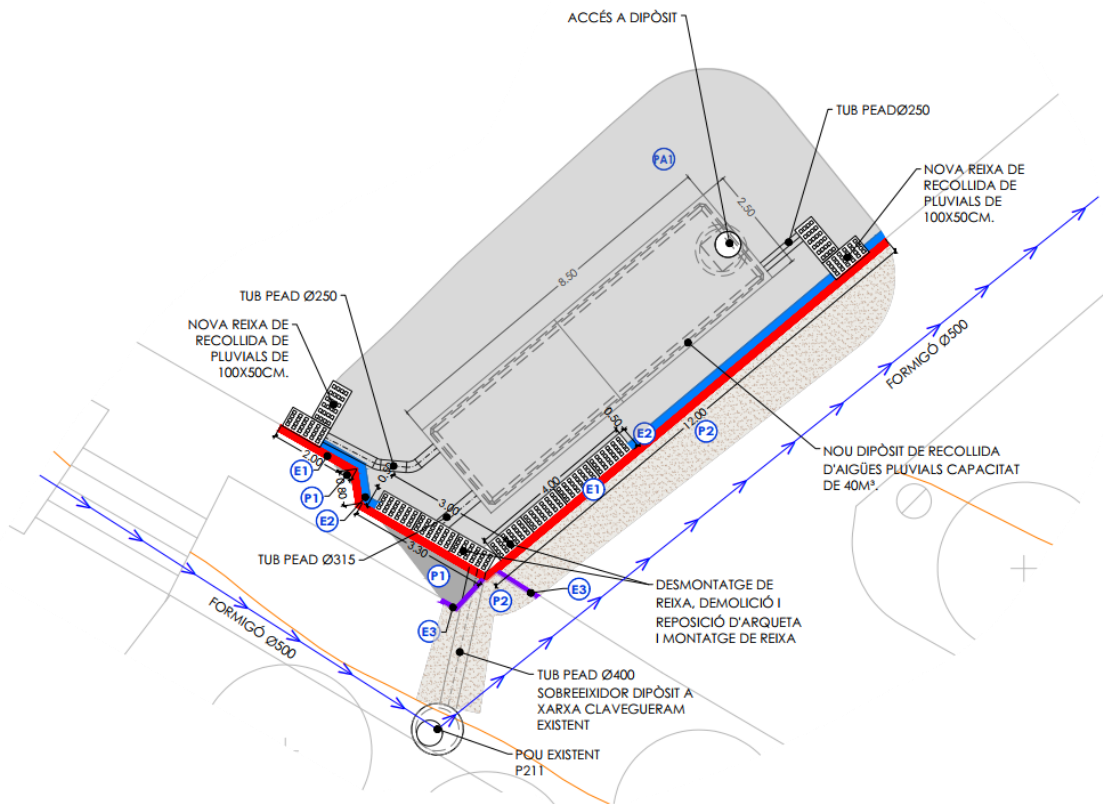 ACCÉS A DIPÒSIT
TUB PEADØ250
PA1
NOVA REIXA DE
RECOLLIDA DE
PLUVIALS DE
100X50CM.
2.50
8.50
TUB PEAD Ø250
NOVA REIXA DE
RECOLLIDA DE
PLUVIALS DE
100X50CM.
FORMIGÓ Ø500
0.50
E2
12.00
P2
2.00
E1
P1
0.80
E2
3.00
4.00
E1
NOU DIPÒSIT DE RECOLLIDA
D'AIGÜES PLUVIALS CAPACITAT
DE 40M³.
TUB PEAD Ø315
3.30
P1
P2
E3
E3
DESMONTATGE DE
REIXA, DEMOLICIÓ I
REPOSICIÓ D'ARQUETA
I MONTATGE DE REIXA
FORMIGÓ Ø500
TUB PEAD Ø400
SOBREEIXIDOR DIPÒSIT A
XARXA CLAVEGUERAM
EXISTENT
POU EXISTENT
P211